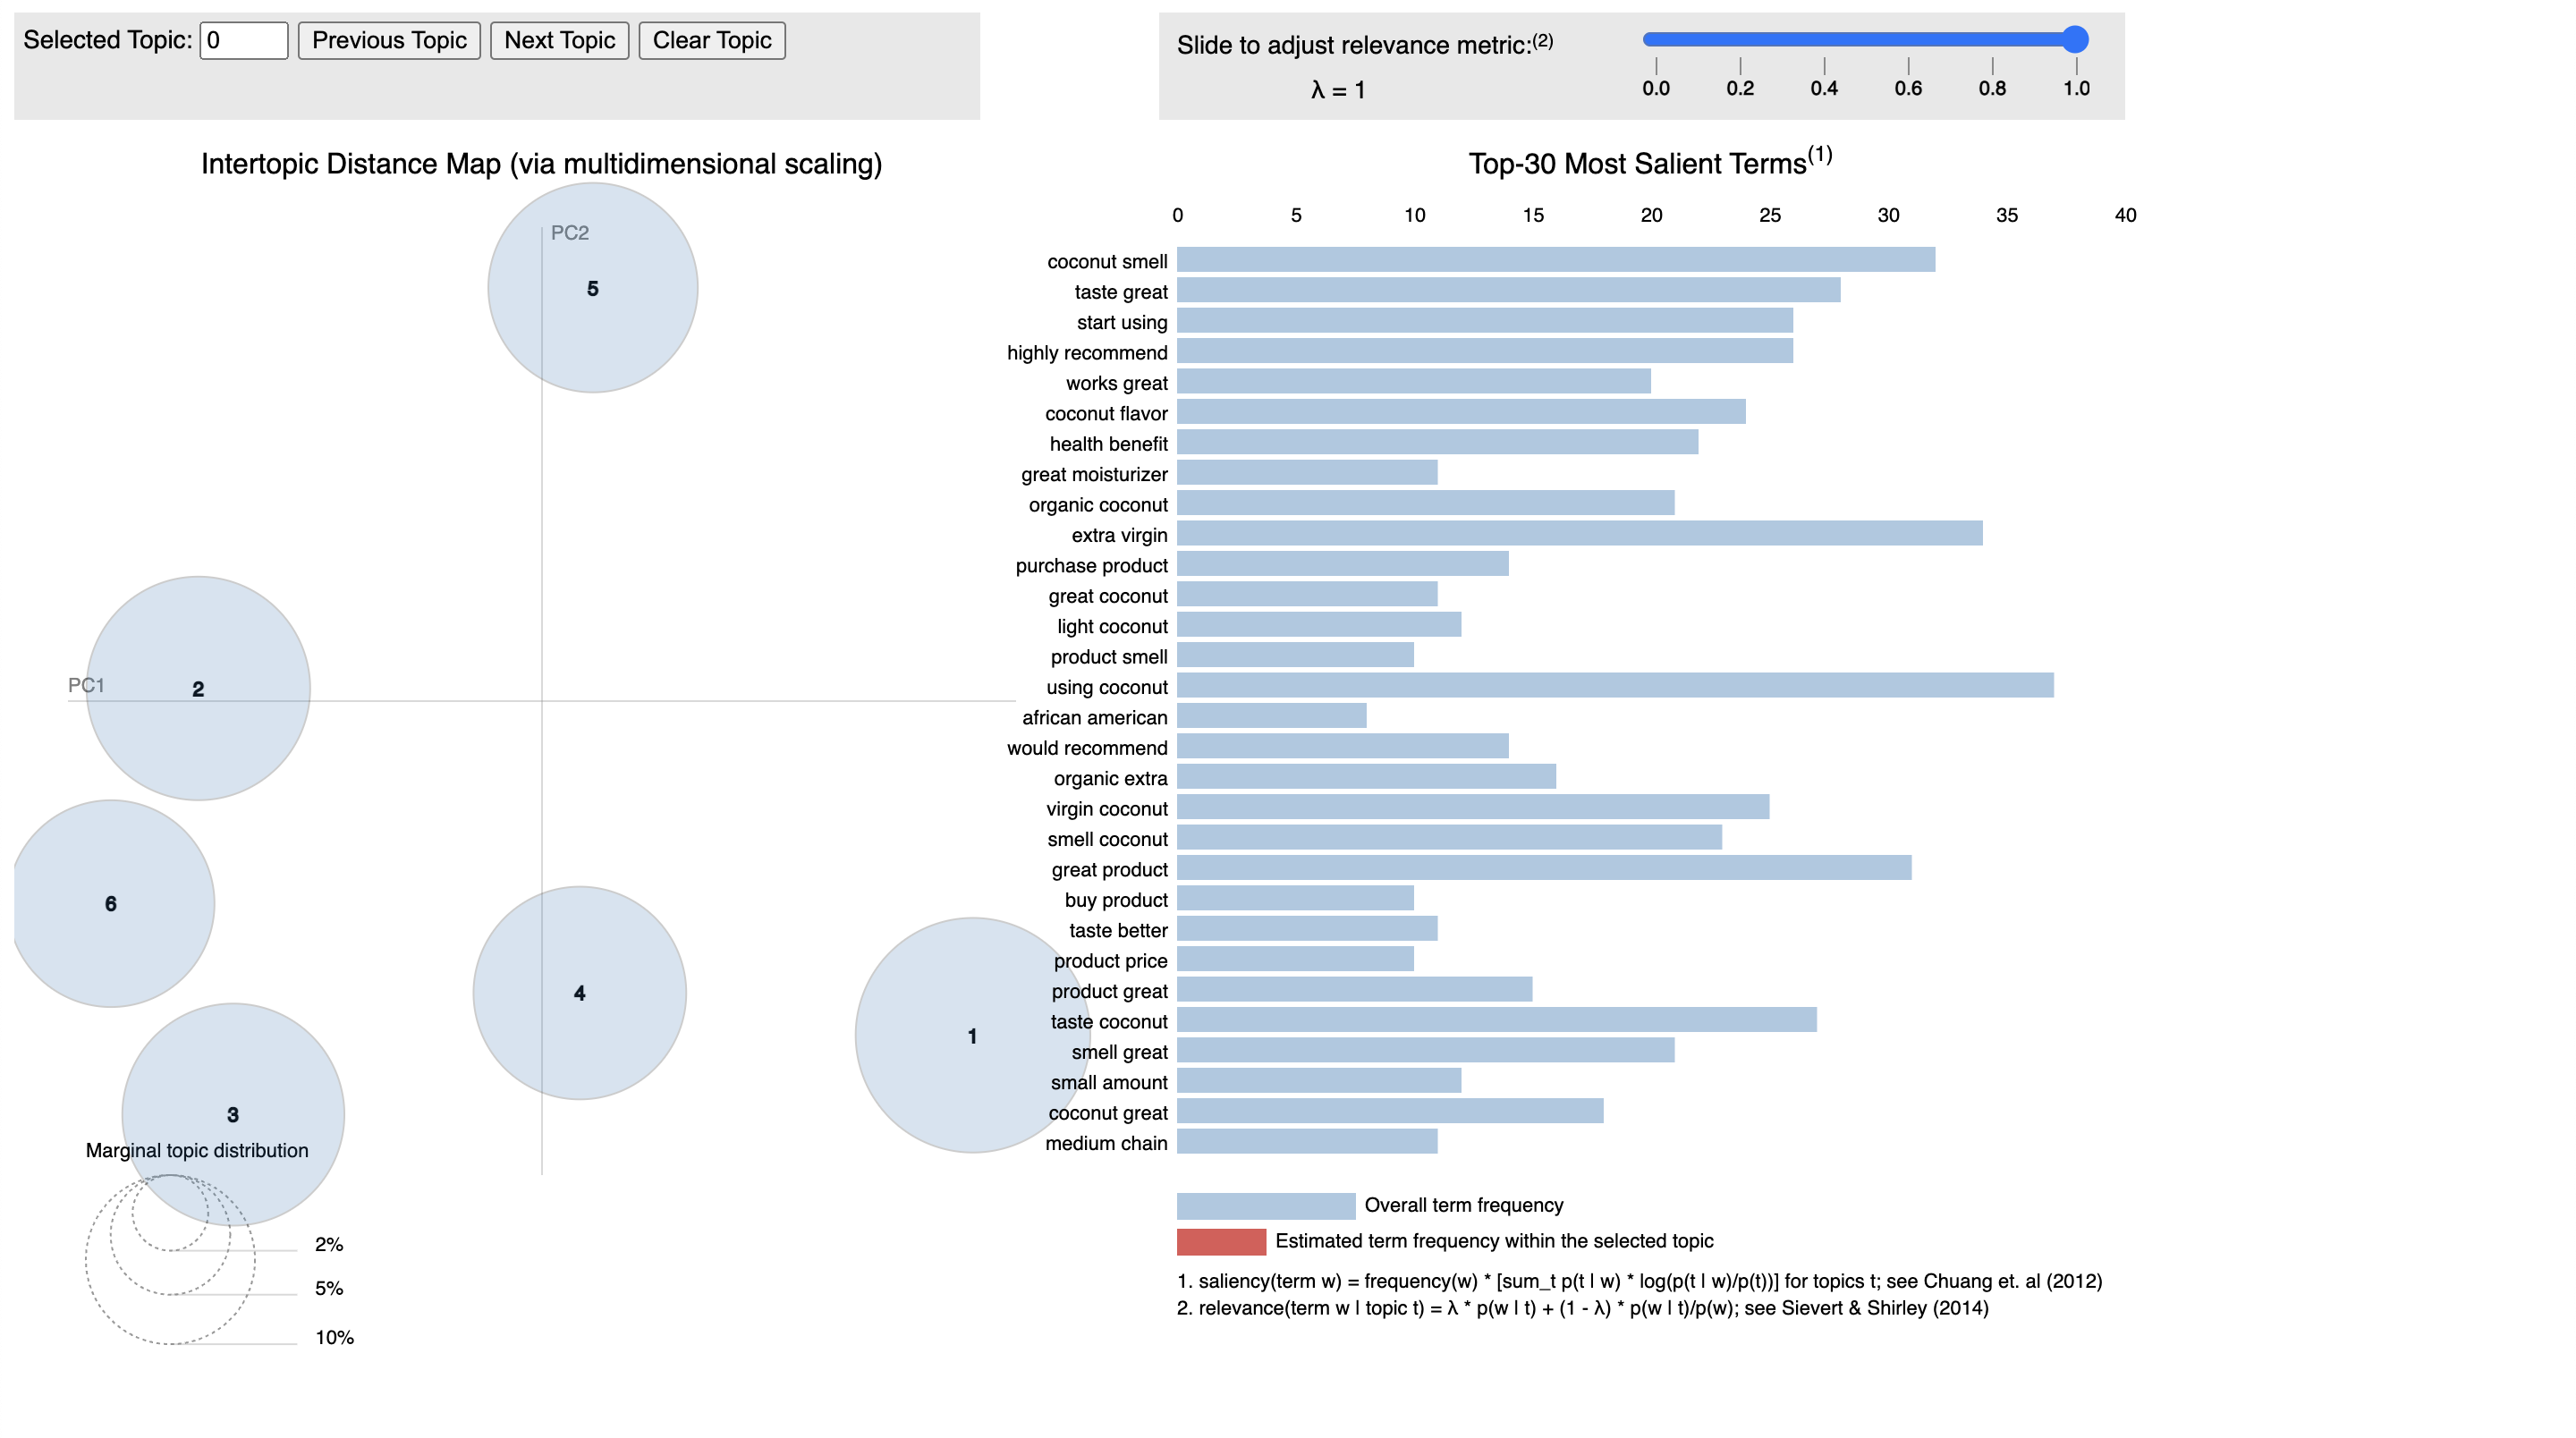 Selected Topic: 0 Previous Topic Next Topic Clear Topic
Slide to adjust relevance metric:(2)
λ = 1
0.0 0.2 0.4 0.6 0.8 1.0
Intertopic Distance Map (via multidimensional scaling)
PC2
PC1
5
2
6
4
1
3
Marginal topic distribution
2%
5%
10%
Top-30 Most Salient Terms(1)
0 5 10 15 20 25 30 35 40
coconut smell
taste great
start using
highly recommend
works great
coconut flavor
health benefit
great moisturizer
organic coconut
extra virgin
purchase product
great coconut
light coconut
product smell
using coconut
african american
would recommend
organic extra
virgin coconut
smell coconut
great product
buy product
taste better
product price
product great
taste coconut
smell great
small amount
coconut great
medium chain
Overall term frequency
Estimated term frequency within the selected topic
1. saliency(term w) = frequency(w) * [sum_t p(t | w) * log(p(t | w)/p(t))] for topics t; see Chuang et. al (2012)
2. relevance(term w | topic t) = λ * p(w | t) + (1 - λ) * p(w | t)/p(w); see Sievert & Shirley (2014)